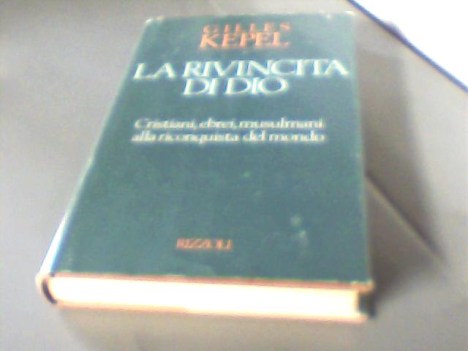 GILLES
KEPEL
LA RIVINCITA
DI DIO
Cristiani, ebrei, musulmani
alla riconquista del mondo
RIZZOLI